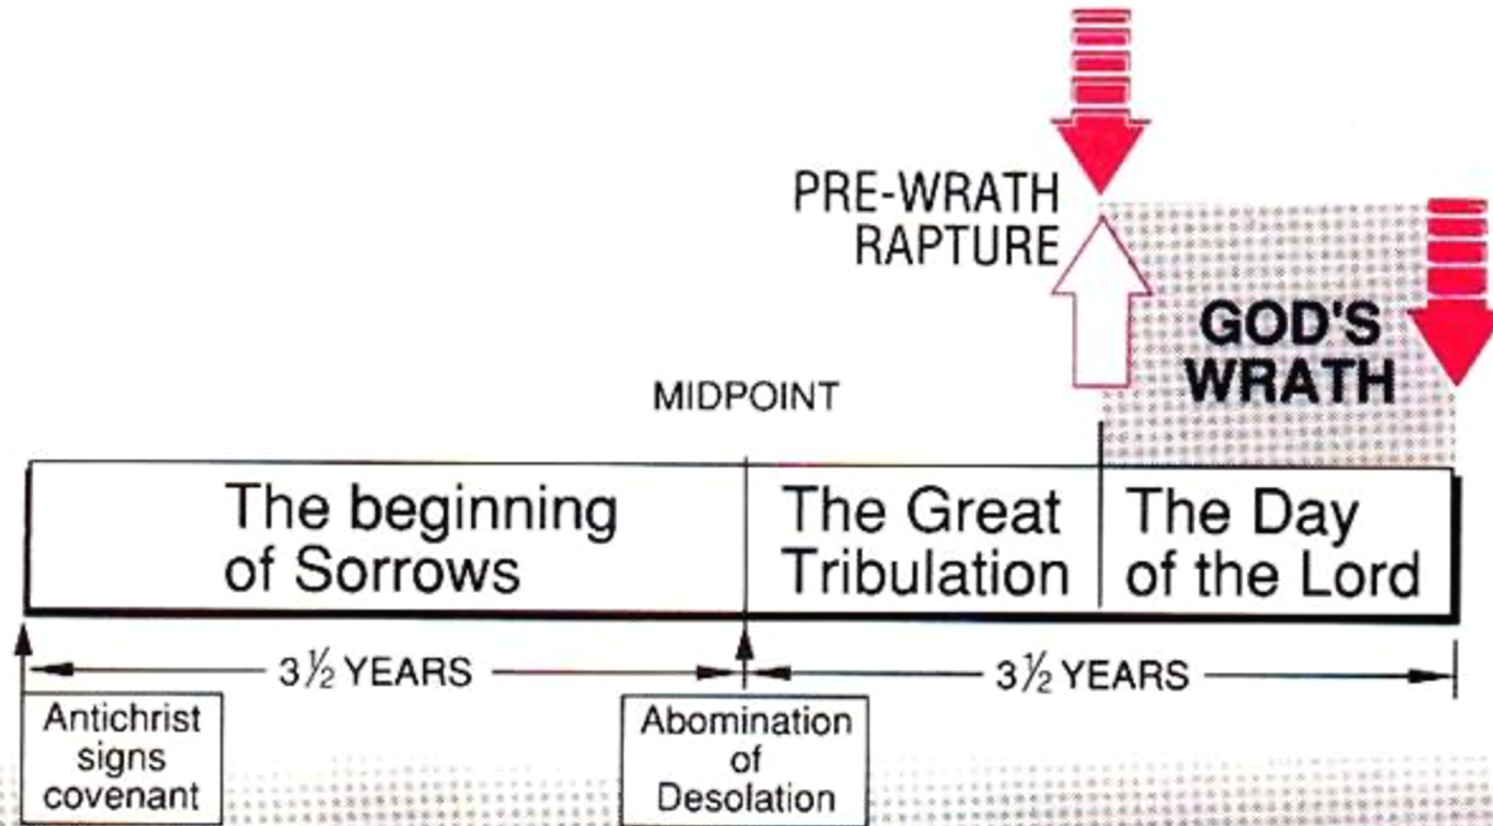 PRE-WRATH
RAPTURE
GOD'S
WRATH
MIDPOINT
The beginning
of Sorrows
The Great
Tribulation
The Day
of the Lord
3½ YEARS
3½ YEARS
Antichrist
signs
covenant
Abomination
of
Desolation